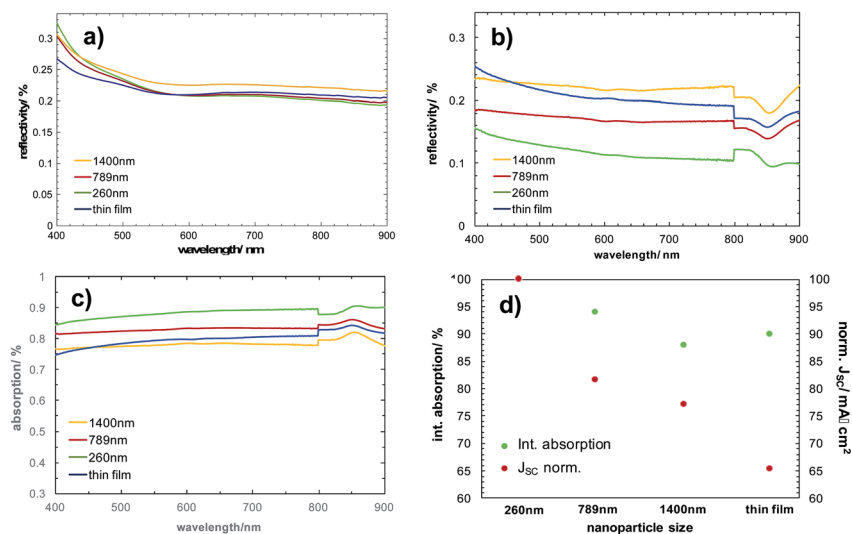 a)
0.3
0.25
0.2
0.15
0.1
0.05
0
reflectivity/ %
1400nm
789nm
260nm
thin film
400 500 600 700 800 900
wavelength/ nm
b)
0.3
0.2
0.1
0
reflectivity/ %
1400nm
789nm
260nm
thin film
400 500 600 700 800 900
wavelength/ nm
c)
1
0.9
0.8
0.7
0.6
0.5
0.4
0.3
absorption/ %
1400nm
789nm
260nm
thin film
400 500 600 700 800 900
wavelength/nm
d)
100
95
90
85
80
75
70
65
60
int. absorption/ %
Int. absorption
JSC norm.
260nm 789nm 1400nm thin film
nanoparticle size
100
94
90
85
80
75
70
65
60
norm. JSC/ mA□ cm2